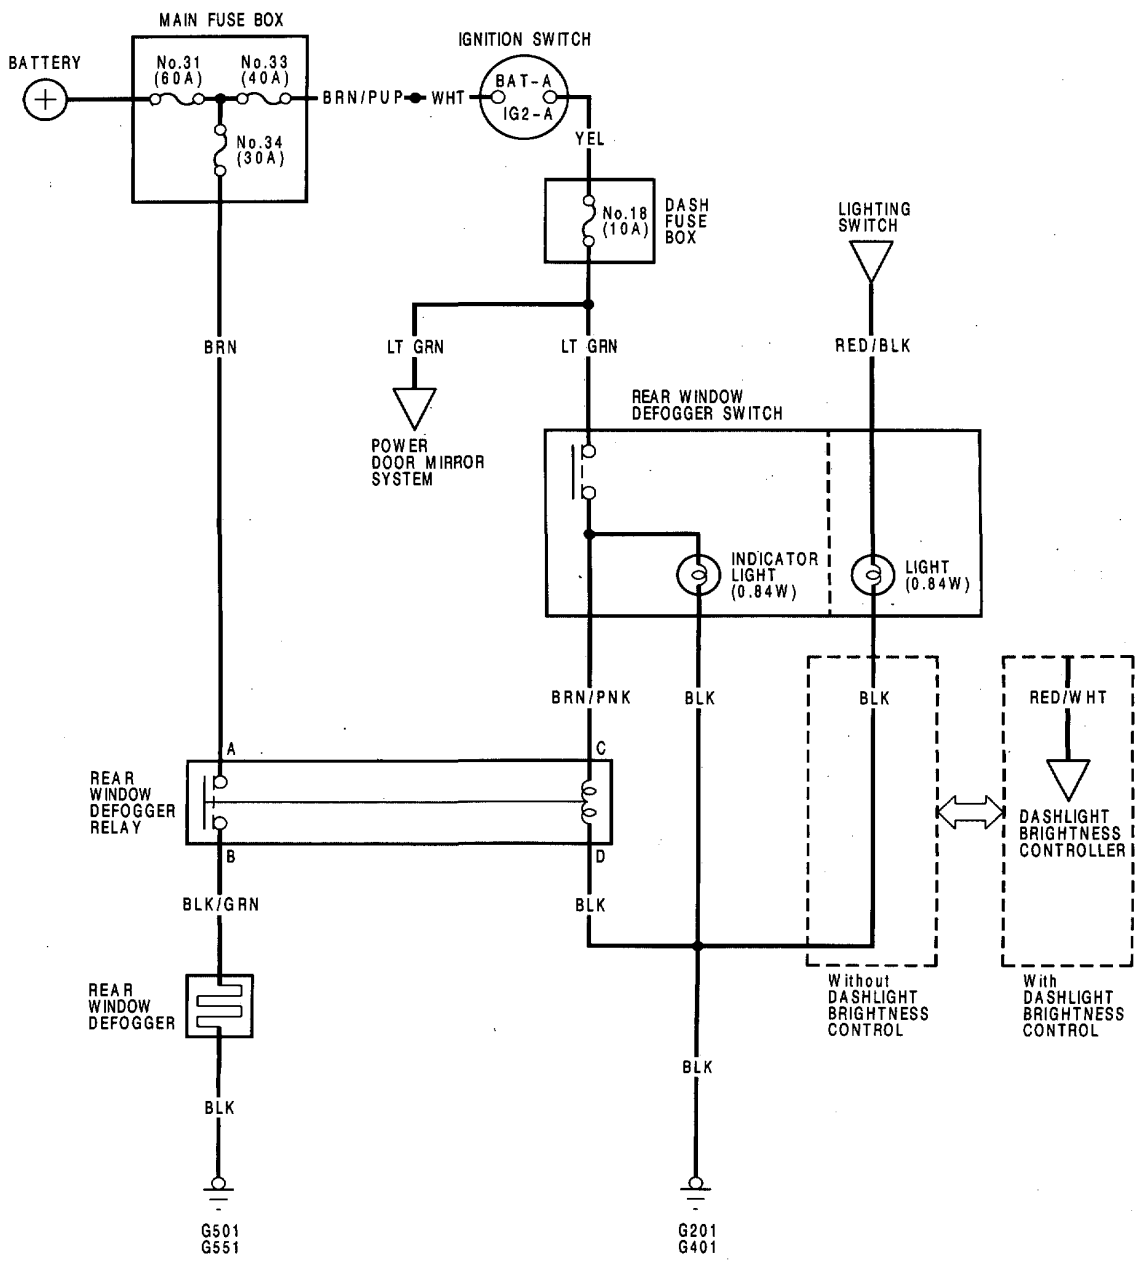 MAIN FUSE BOX
IGNITION SWITCH
BATTERY
+
No.31
(60A)
No.33
(40A)
BRN/PUP
WHT
BAT-A
IG2-A
No.34
(30A)
YEL
No.18
(10A)
DASH
FUSE
BOX
LIGHTING
SWITCH
BRN
LT GRN
LT GRN
RED/BLK
POWER
DOOR MIRROR
SYSTEM
REAR WINDOW
DEFOGGER SWITCH
INDICATOR
LIGHT
(0.84W)
LIGHT
(0.84W)
BRN/PNK
BLK
BLK
RED/WHT
A
C
REAR
WINDOW
DEFOGGER
RELAY
B
D
DASHLIGHT
BRIGHTNESS
CONTROLLER
BLK/GRN
BLK
REAR
WINDOW
DEFOGGER
Without
DASHLIGHT
BRIGHTNESS
CONTROL
With
DASHLIGHT
BRIGHTNESS
CONTROL
BLK
BLK
G501
G551
G201
G401